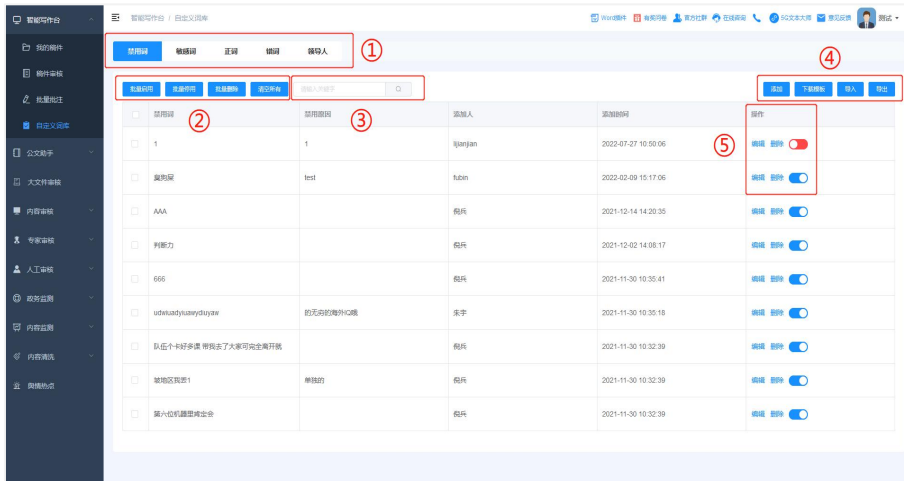 智能写作台
智能写作台 / 自定义词库
Word插件 有奖问卷 官方社群 在线咨询 5Q文本大师 意见反馈 测试
我的稿件
稿件审核
批量批注
自定义词库
公文助手
大文件审核
内容审核
专家审核
人工审核
政务监测
内容监测
内容清洗
舆情热点
禁用词 敏感词 正词 错词 领导人 ①
④
批量启用 批量停用 批量删除 清空所有 请输入关键字 添加 下载模板 导入 导出
② ③ ⑤
禁用词 禁用原因 添加人 添加时间 操作
1 1 lijianjian 2022-07-27 10:50:06 编辑 删除
臭狗屎 test fubin 2022-02-09 15:17:06 编辑 删除
AAA 倪兵 2021-12-14 14:20:35 编辑 删除
判断力 倪兵 2021-12-02 14:08:17 编辑 删除
666 倪兵 2021-11-30 10:35:41 编辑 删除
udwiuadyiuawydiuyaw 的无穷的海外IQ哦 朱宇 2021-11-30 10:35:18 编辑 删除
队伍个卡好多课 带我去了大家可完全离开就 倪兵 2021-11-30 10:32:39 编辑 删除
坡地区我丢1 单独的 倪兵 2021-11-30 10:32:39 编辑 删除
第六位机器里肯定会 倪兵 2021-11-30 10:32:39 编辑 删除